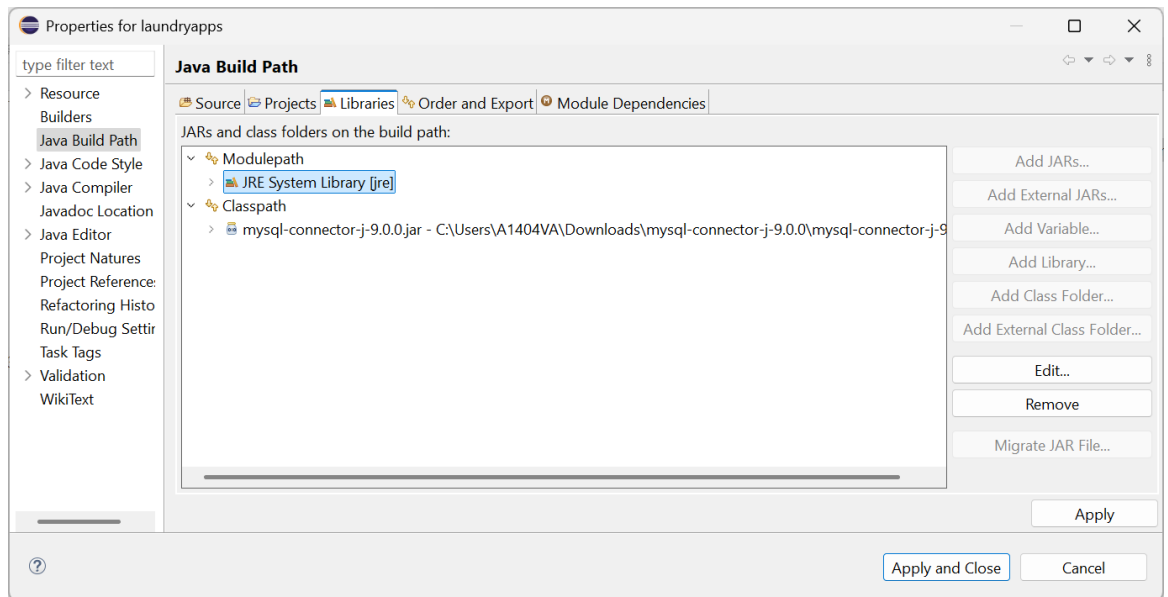 Properties for laundryapps
type filter text
Resource
Builders
Java Build Path
Java Code Style
Java Compiler
Javadoc Location
Java Editor
Project Natures
Project References
Refactoring Histo
Run/Debug Settin
Task Tags
Validation
WikiText
Java Build Path
Source Projects Libraries Order and Export Module Dependencies
JARs and class folders on the build path:
Modulepath
JRE System Library [jre]
Classpath
mysql-connector-j-9.0.0.jar - C:\Users\A1404VA\Downloads\mysql-connector-j-9.0.0\mysql-connector-j-9
Add JARs...
Add External JARs...
Add Variable...
Add Library...
Add Class Folder...
Add External Class Folder...
Edit...
Remove
Migrate JAR File...
Apply
?
Apply and Close
Cancel